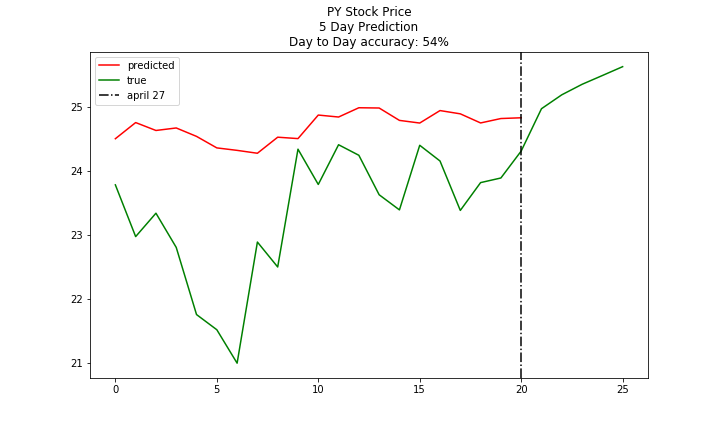 PY Stock Price
5 Day Prediction
Day to Day accuracy: 54%
predicted
true
april 27
25
24
23
22
21
0 5 10 15 20 25